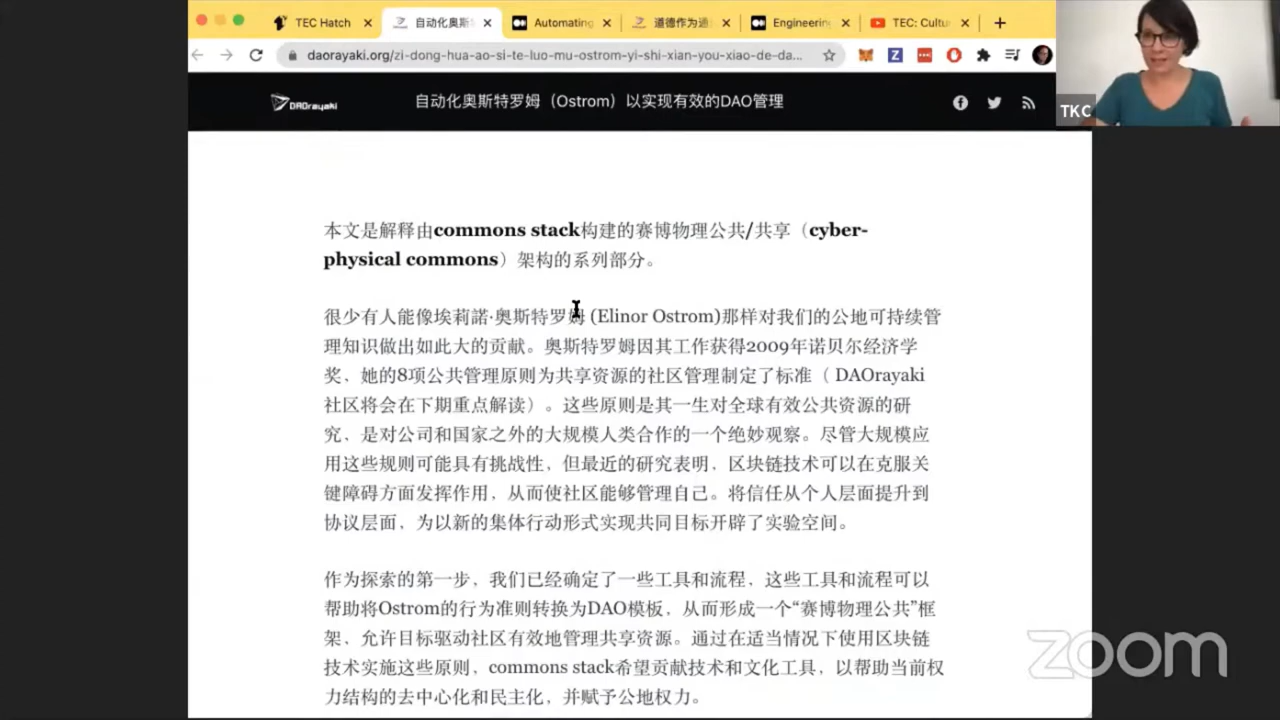 TEC Hatch
自动化奥斯
Automating
道德作为通
Engineering
TEC: Cultu
daorayaki.org/zi-dong-hua-ao-si-te-luo-mu-ostrom-yi-shi-xian-you-xiao-de-da...
DAOrayaki
自动化奥斯特罗姆（Ostrom）以实现有效的DAO管理
TKC
本文是解释由commons stack构建的赛博物理公共/共享（cyber-
physical commons）架构的系列部分。
很少有人能像埃莉諾·奥斯特罗姆 (Elinor Ostrom)那样对我们的公地可持续管
理知识做出如此大的贡献。奥斯特罗姆因其工作获得2009年诺贝尔经济学
奖，她的8项公共管理原则为共享资源的社区管理制定了标准（ DAOrayaki
社区将会在下期重点解读）。这些原则是其一生对全球有效公共资源的研
究，是对公司和国家之外的大规模人类合作的一个绝妙观察。尽管大规模应
用这些规则可能具有挑战性，但最近的研究表明，区块链技术可以在克服关
键障碍方面发挥作用，从而使社区能够管理自己。将信任从个人层面提升到
协议层面，为以新的集体行动形式实现共同目标开辟了实验空间。
作为探索的第一步，我们已经确定了一些工具和流程，这些工具和流程可以
帮助将Ostrom的行为准则转换为DAO模板，从而形成一个“赛博物理公共”框
架，允许目标驱动社区有效地管理共享资源。通过在适当情况下使用区块链
技术实施这些原则，commons stack希望贡献技术和文化工具，以帮助当前权
力结构的去中心化和民主化，并赋予公地权力。
zoom